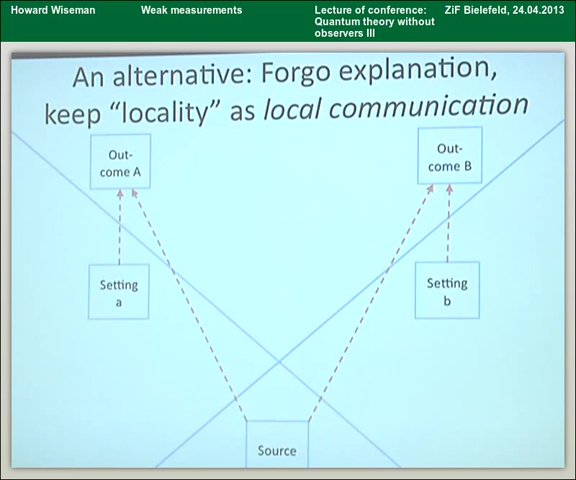 Howard Wiseman Weak measurements Lecture of conference: ZiF Bielefeld, 24.04.2013
Quantum theory without
observers III
An alternative: Forgo explanation,
keep “locality” as local communication
Out-
come A
Out-
come B
Setting
a
Setting
b
Source